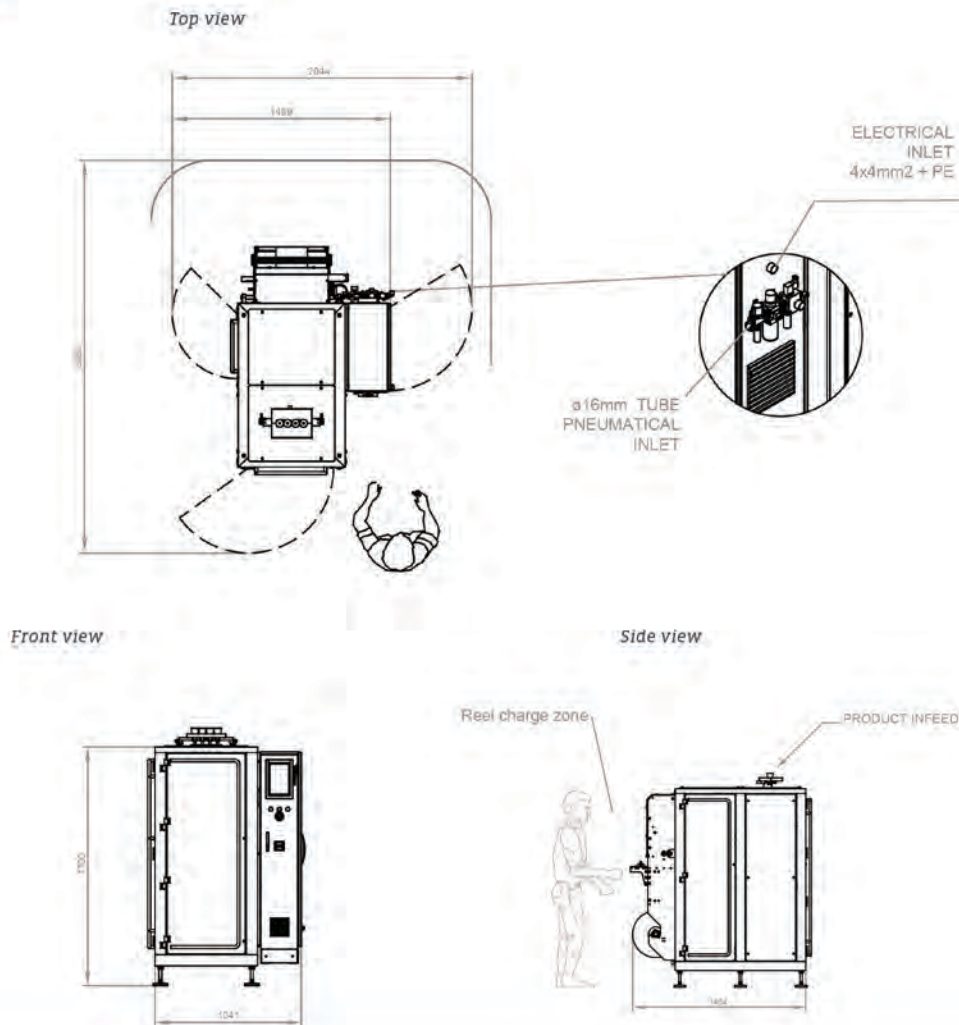 Top view
1489
ELECTRICAL
INLET
4x4mm2 + PE
ø16mm TUBE
PNEUMATICAL
INLET
Front view
Side view
Reel charge zone
PRODUCT INFEED
1700
1041